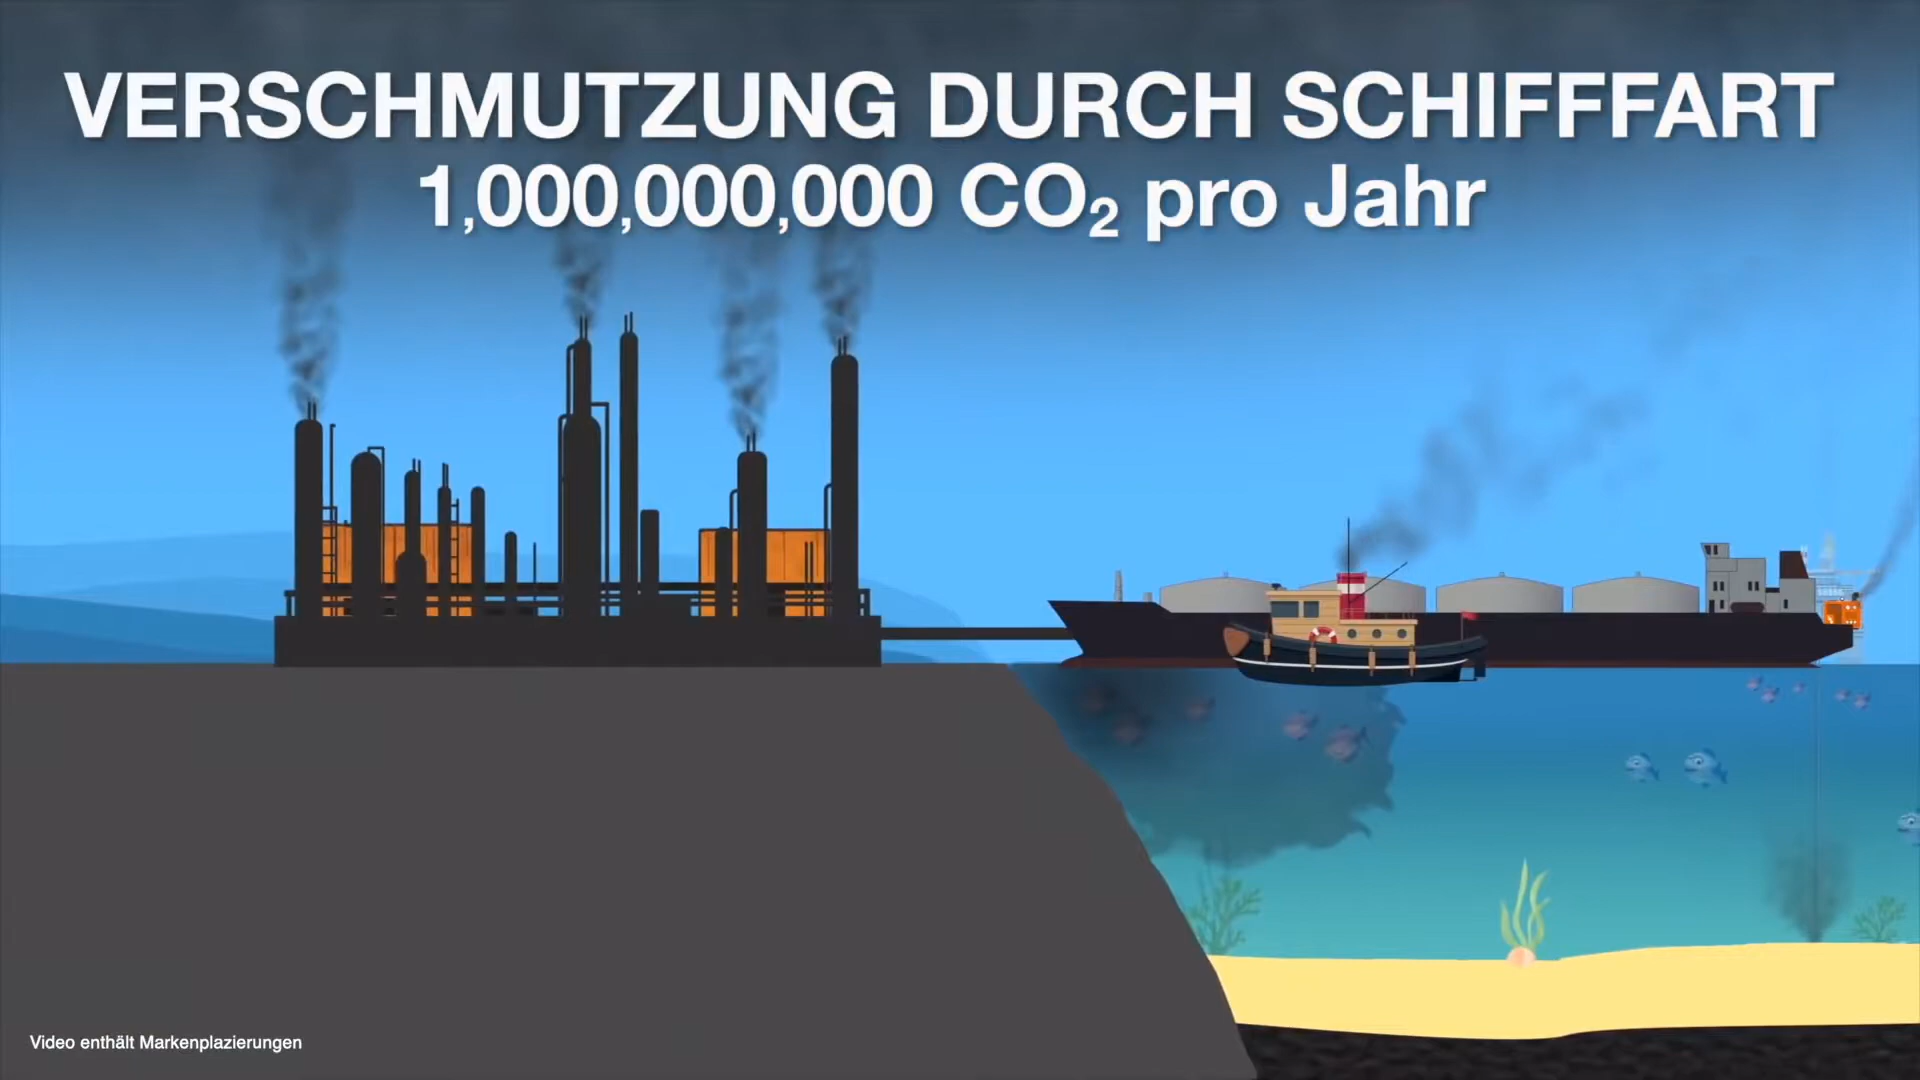 VERSCHMUTZUNG DURCH SCHIFFFART
1,000,000,000 CO₂ pro Jahr
Video enthält Markenplazierungen